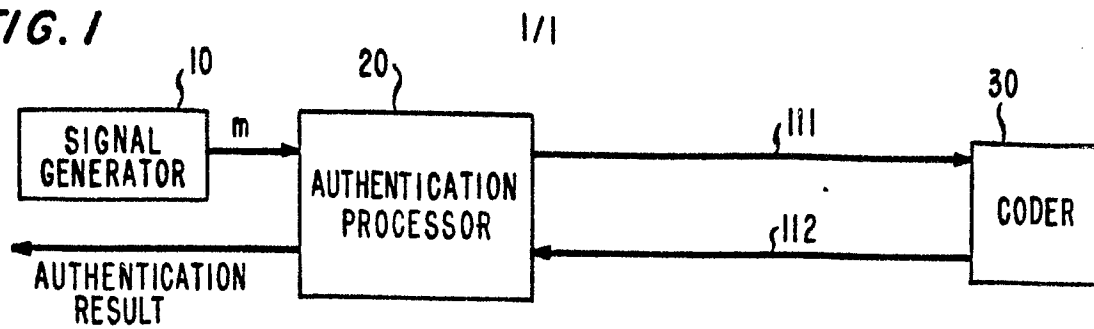 FIG. 1
1/1
10
20
30
SIGNAL
GENERATOR
m
111
AUTHENTICATION
PROCESSOR
CODER
112
AUTHENTICATION
RESULT